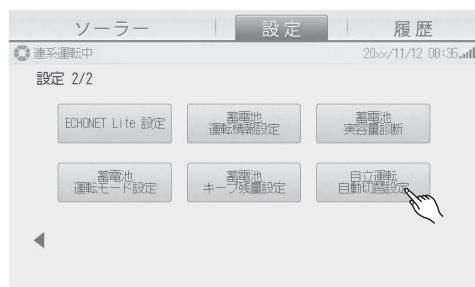 ソーラー 設定 履歴
連系運転中 20××/11/12 08:35
設定 2/2
ECHONET Lite 設定
蓄電池
運転情報設定
蓄電池
実容量診断
蓄電池
運転モード設定
蓄電池
キープ残量設定
自立運転
自動切替設定